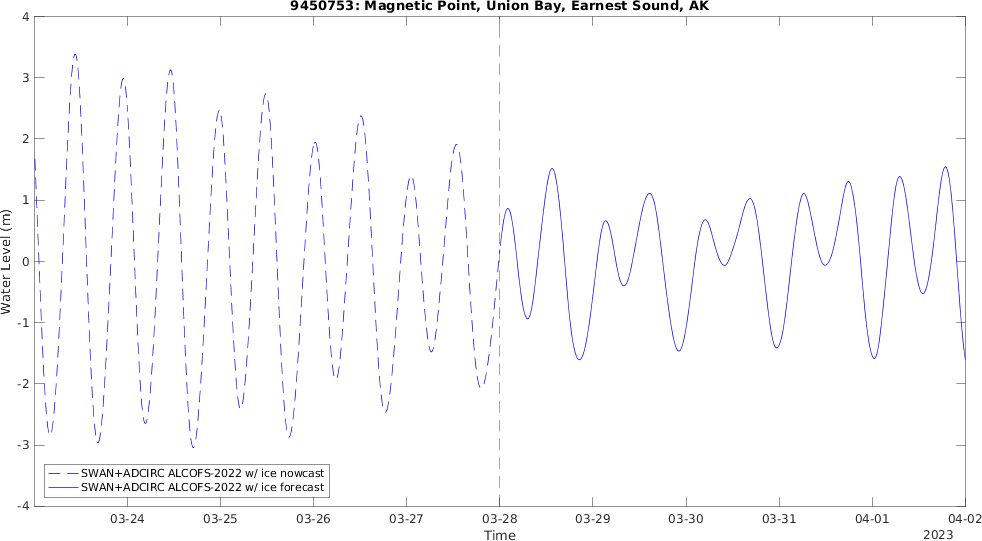 9450753: Magnetic Point, Union Bay, Earnest Sound, AK
4
3
2
1
0
-1
-2
-3
-4
Water Level (m)
SWAN+ADCIRC ALCOFS-2022 w/ ice nowcast
SWAN+ADCIRC ALCOFS-2022 w/ ice forecast
03-24 03-25 03-26 03-27 03-28 03-29 03-30 03-31 04-01 04-02
Time
2023